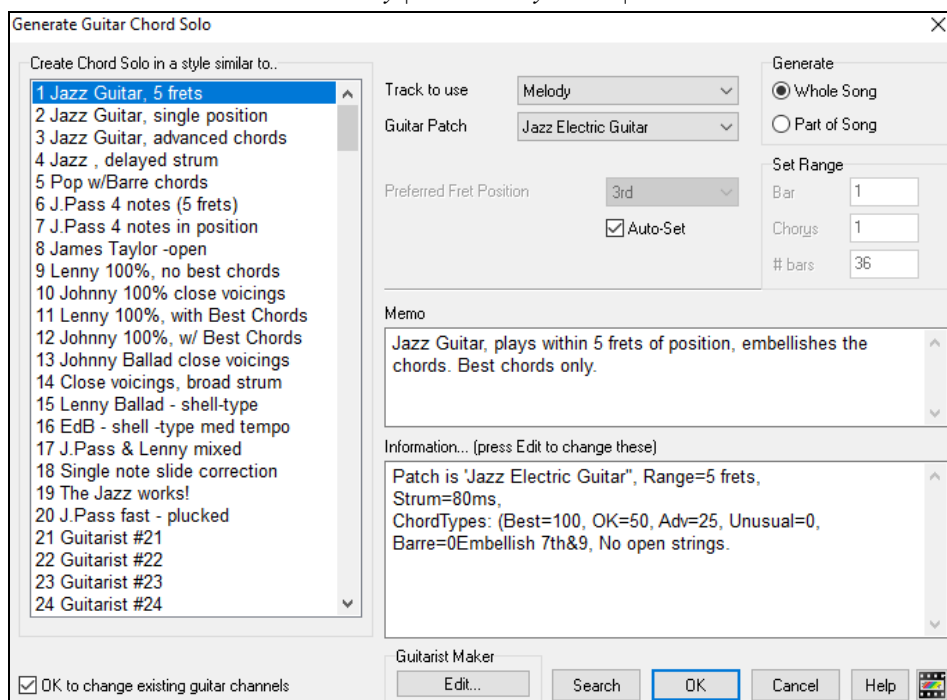 Generate Guitar Chord Solo
Create Chord Solo in a style similar to..
1 Jazz Guitar, 5 frets
2 Jazz Guitar, single position
3 Jazz Guitar, advanced chords
4 Jazz , delayed strum
5 Pop w/Barre chords
6 J.Pass 4 notes (5 frets)
7 J.Pass 4 notes in position
8 James Taylor -open
9 Lenny 100%, no best chords
10 Johnny 100% close voicings
11 Lenny 100%, with Best Chords
12 Johnny 100%, w/ Best Chords
13 Johnny Ballad close voicings
14 Close voicings, broad strum
15 Lenny Ballad - shell-type
16 EdB - shell -type med tempo
17 J.Pass & Lenny mixed
18 Single note slide correction
19 The Jazz works!
20 J.Pass fast - plucked
21 Guitarist #21
22 Guitarist #22
23 Guitarist #23
24 Guitarist #24
OK to change existing guitar channels
Track to use Melody
Guitar Patch Jazz Electric Guitar
Preferred Fret Position 3rd
Auto-Set
Generate
Whole Song
Part of Song
Set Range
Bar 1
Chorus 1
# bars 36
Memo
Jazz Guitar, plays within 5 frets of position, embellishes the
chords. Best chords only.
Information... (press Edit to change these)
Patch is 'Jazz Electric Guitar", Range=5 frets,
Strum=80ms,
ChordTypes: (Best=100, OK=50, Adv=25, Unusual=0,
Barre=0Embellish 7th&9, No open strings.
Guitarist Maker
Edit... Search OK Cancel Help